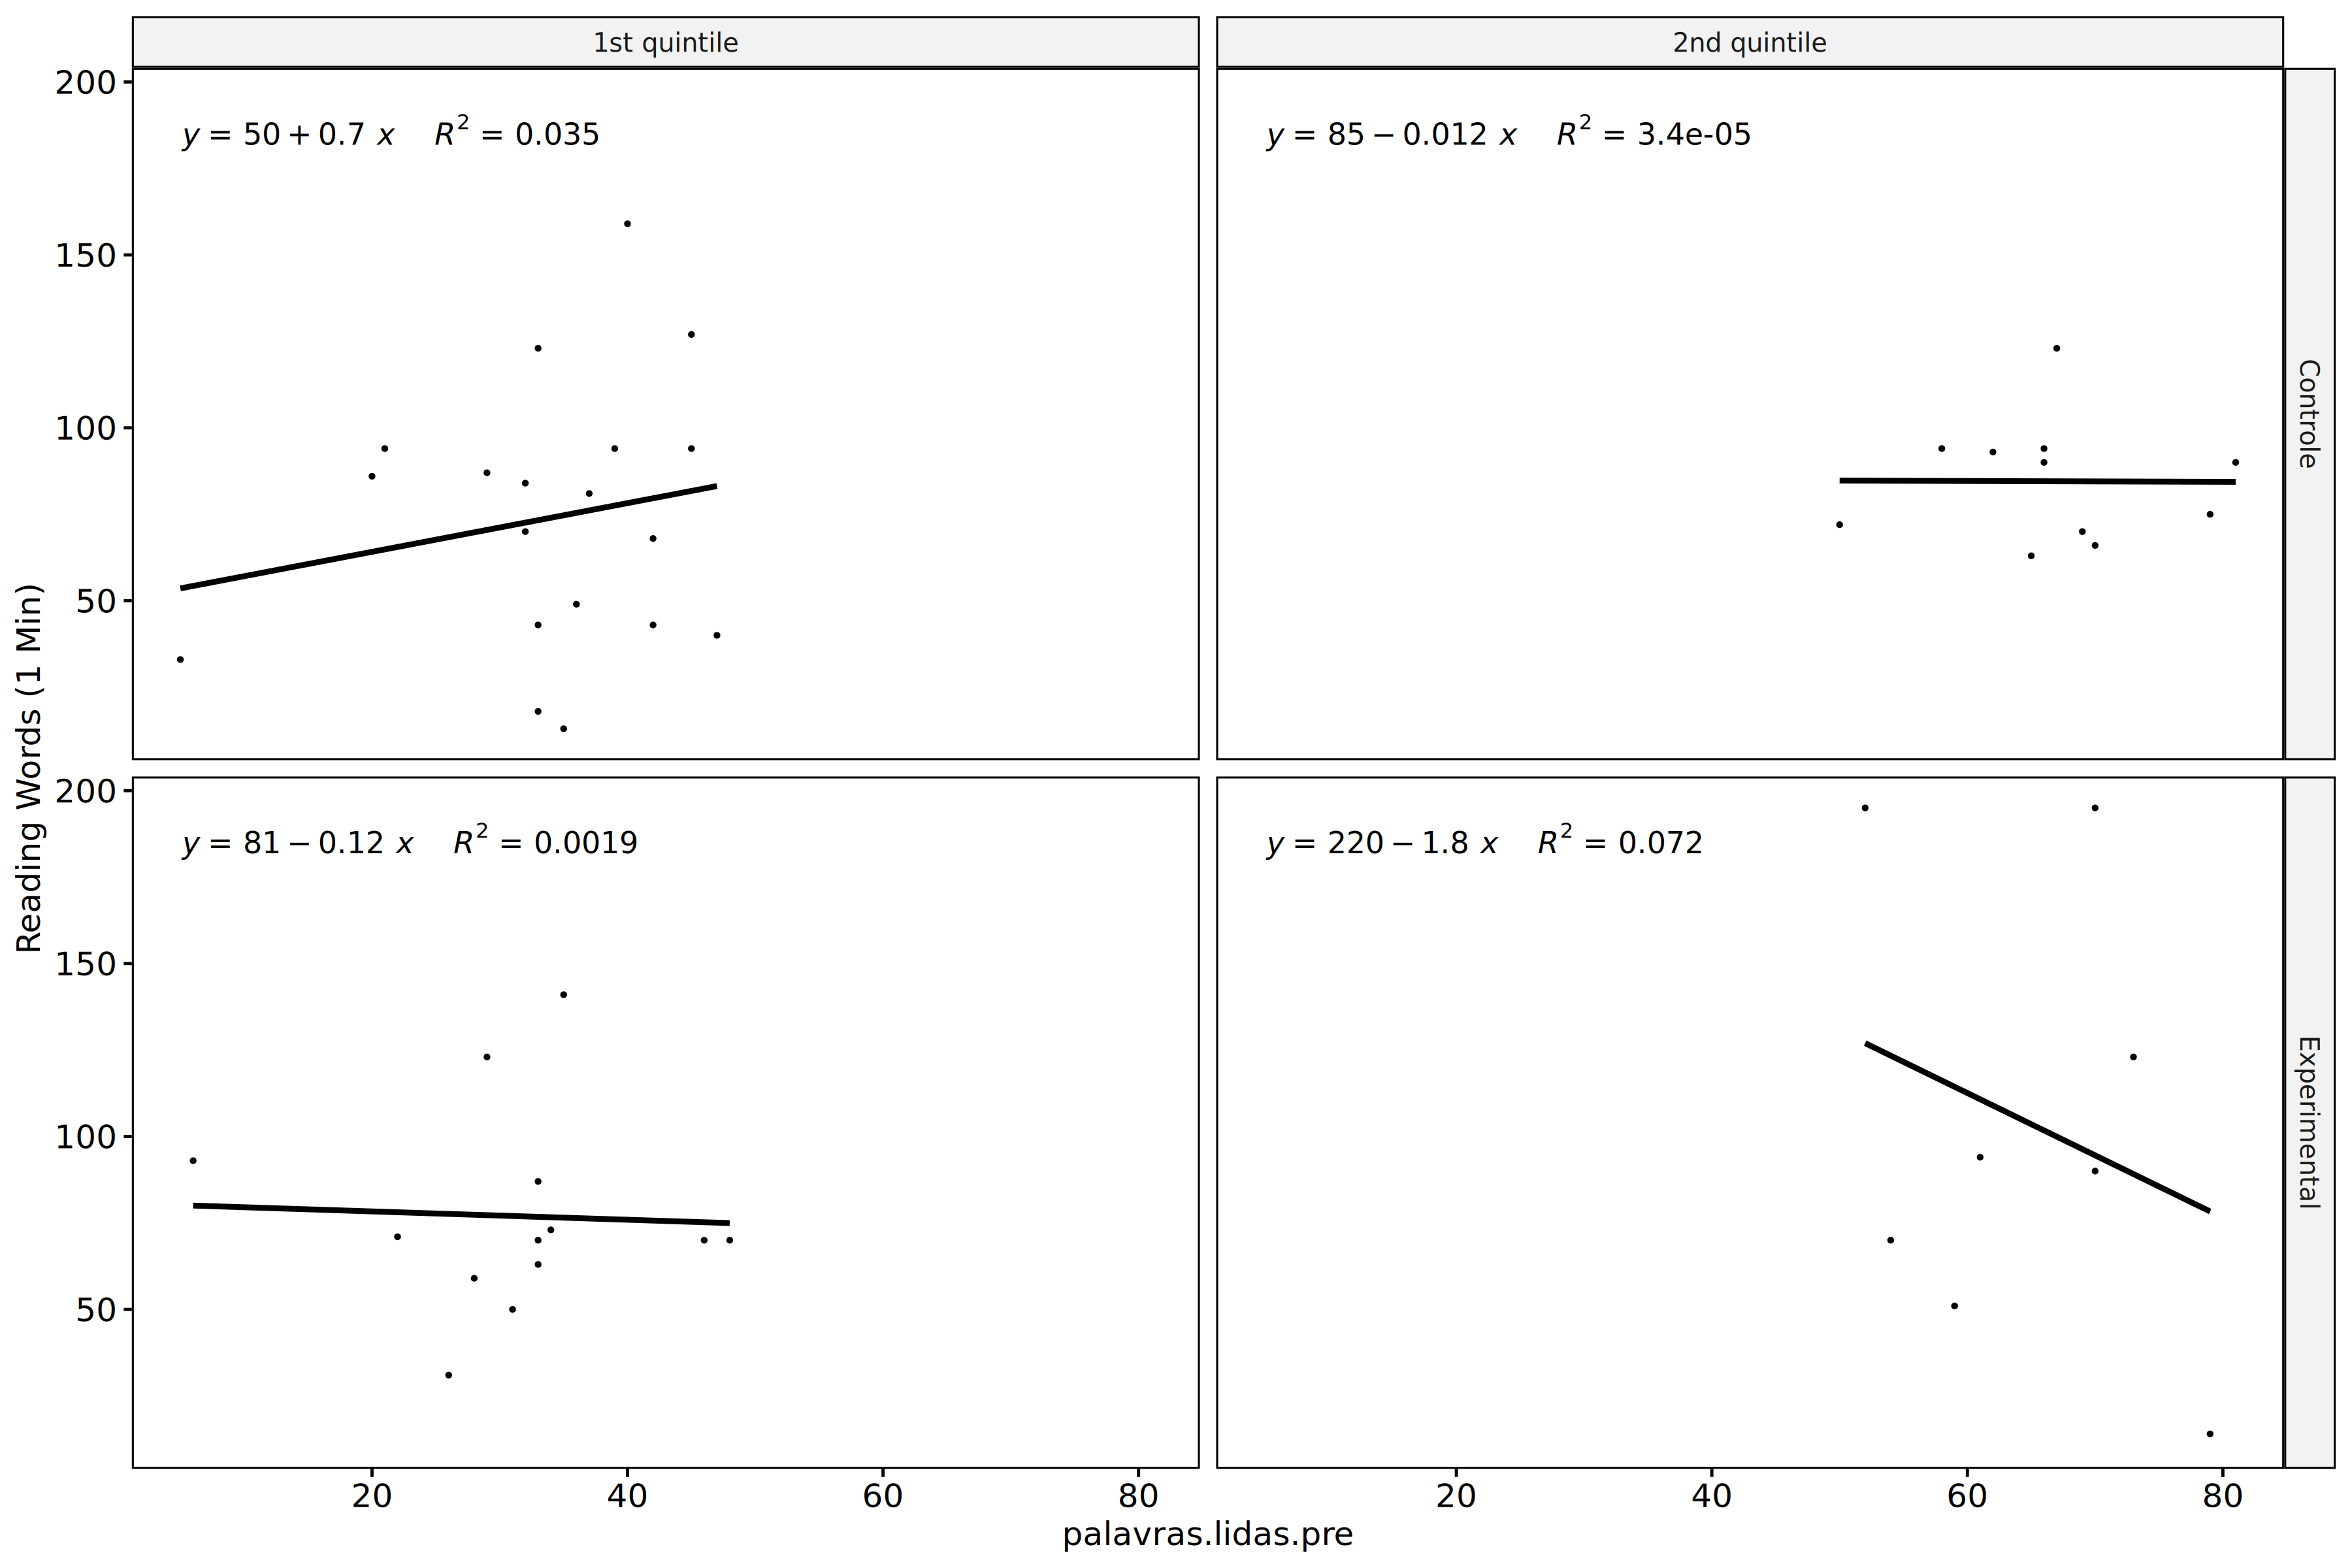 1st quintile
2nd quintile
Reading Words (1 Min)
200
150
100
50
y = 50 + 0.7 x R² = 0.035
y = 85 − 0.012 x R² = 3.4e-05
Controle
200
150
100
50
y = 81 − 0.12 x R² = 0.0019
y = 220 − 1.8 x R² = 0.072
Experimental
20 40 60 80
20 40 60 80
palavras.lidas.pre